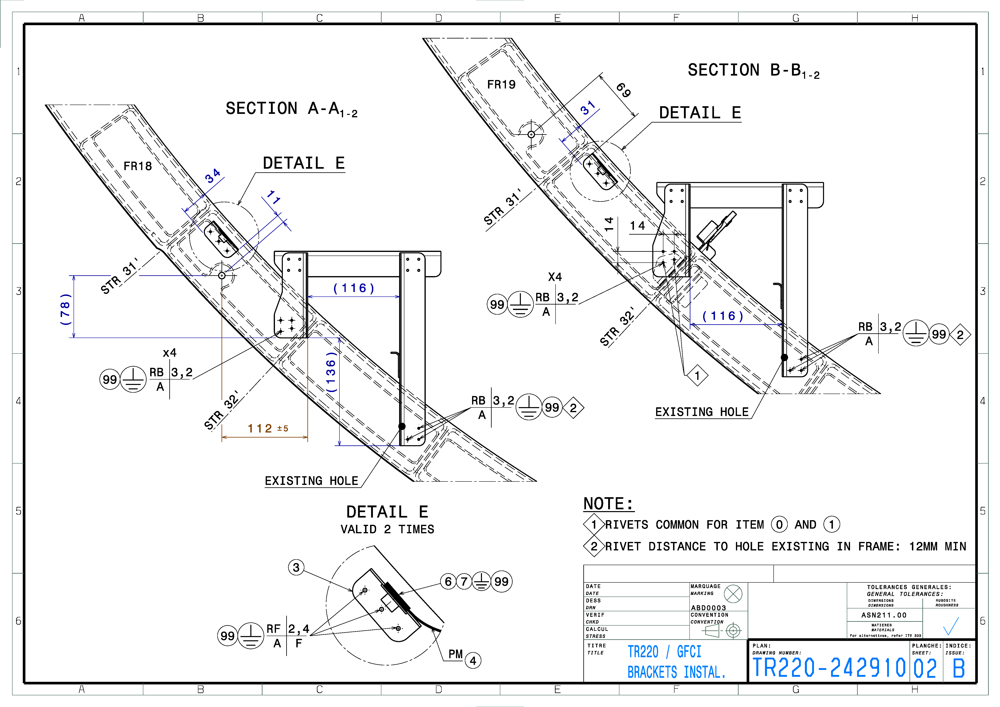 A B C D E F G H
1 1
2 2
3 3
4 4
5 5
6 6
SECTION A-A1-2
SECTION B-B1-2
FR19
69
31
DETAIL E
FR18
34
DETAIL E
11
STR 31'
14
14
STR 31'
(116)
(78)
X4
99 RB 3,2
A
STR 32'
(116)
RB 3,2 99 2
A
x4
99 RB 3,2
A
(136)
1
STR 32'
RB 3,2 99 2
A
EXISTING HOLE
112 ±5
EXISTING HOLE
DETAIL E
VALID 2 TIMES
3
6 7 99
99 RF 2,4
A F
PM 4
NOTE:
1 RIVETS COMMON FOR ITEM 0 AND 1
2 RIVET DISTANCE TO HOLE EXISTING IN FRAME: 12MM MIN
DATE
DATE
DESS
DRN
VERIF
CHKD
CALCUL
STRESS
MARQUAGE
MARKING
ABD0003
CONVENTION
CONVENTION
TOLERANCES GENERALES:
GENERAL TOLERANCES:
DIMENSIONS
DIMENSIONS
RUGOSITE
ROUGHNESS
ASN211.00
MATIERES
MATERIALS
For alternatives, refer ITE 303
TITRE
TITLE
TR220 / GFCI
BRACKETS INSTAL.
PLAN:
DRAWING NUMBER:
TR220-242910
PLANCHE:
SHEET:
02
INDICE:
ISSUE:
B
A B C D E F G H